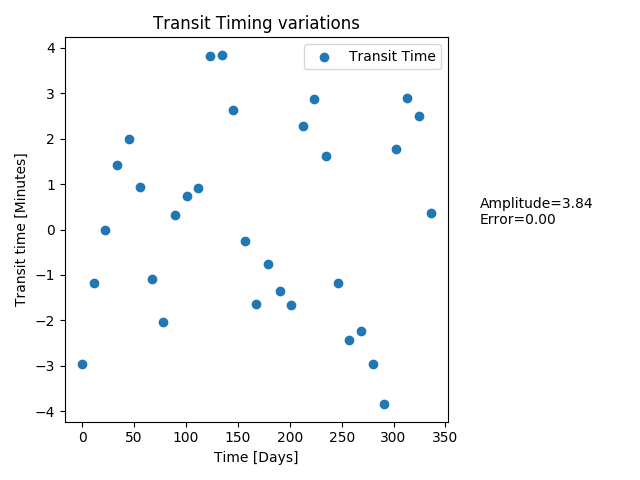 Transit Timing variations
Transit Time
Transit time [Minutes]
4
3
2
1
0
−1
−2
−3
−4
0
50
100
150
200
250
300
350
Time [Days]
Amplitude=3.84
Error=0.00